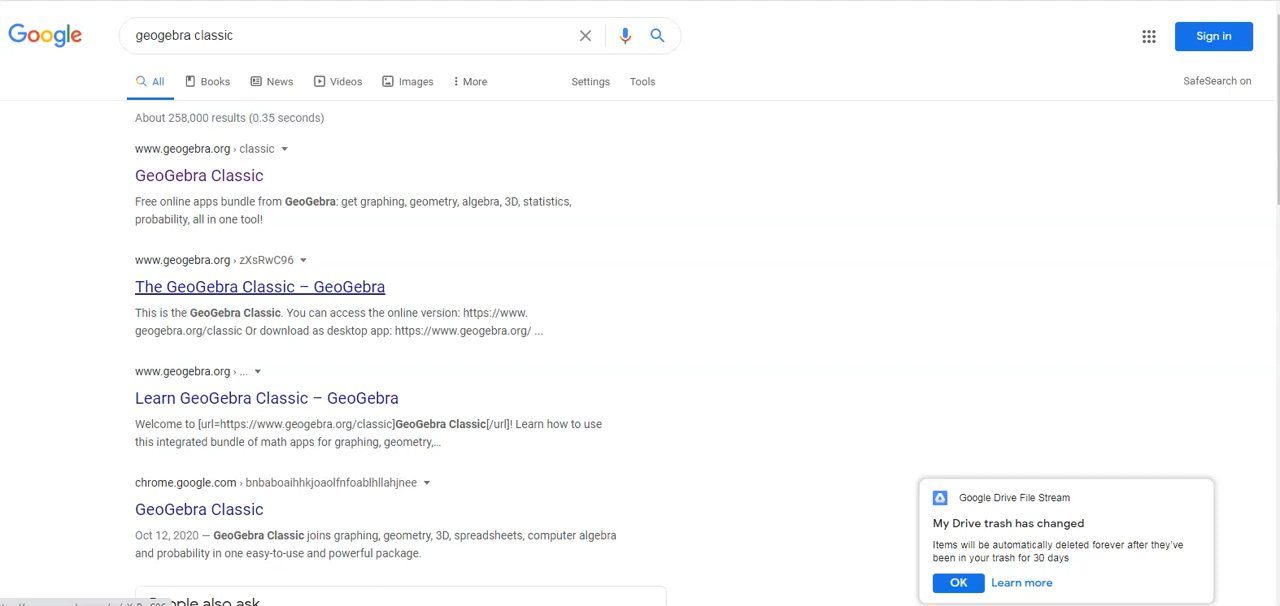 Google
geogebra classic
Sign in
All Books News Videos Images More Settings Tools
SafeSearch on
About 258,000 results (0.35 seconds)
www.geogebra.org › classic
GeoGebra Classic
Free online apps bundle from GeoGebra: get graphing, geometry, algebra, 3D, statistics,
probability, all in one tool!
www.geogebra.org › zXsRwC96
The GeoGebra Classic – GeoGebra
This is the GeoGebra Classic. You can access the online version: https://www.
geogebra.org/classic Or download as desktop app: https://www.geogebra.org/ ...
www.geogebra.org › ...
Learn GeoGebra Classic – GeoGebra
Welcome to [url=https://www.geogebra.org/classic]GeoGebra Classic[/url]! Learn how to use
this integrated bundle of math apps for graphing, geometry,...
chrome.google.com › bnbaboaihhkjoaolfnfoablhllahjnee
GeoGebra Classic
Oct 12, 2020 — GeoGebra Classic joins graphing, geometry, 3D, spreadsheets, computer algebra
and probability in one easy-to-use and powerful package.
People also ask
Google Drive File Stream
My Drive trash has changed
Items will be automatically deleted forever after they've
been in your trash for 30 days
OK Learn more